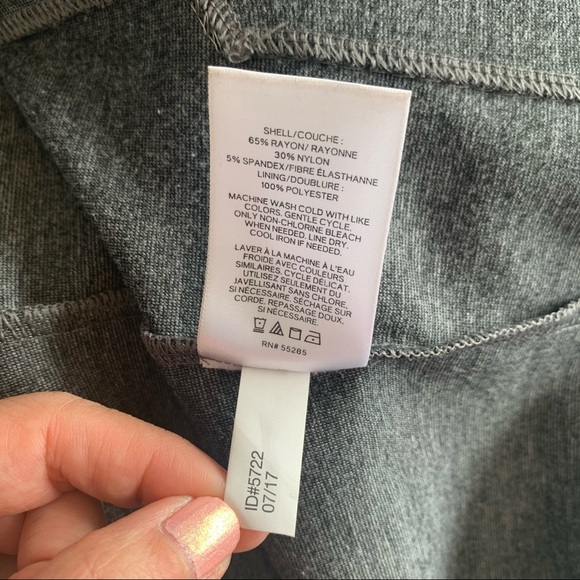 SHELL/COUCHE :
65% RAYON/ RAYONNE
30% NYLON
5% SPANDEX/FIBRE ÉLASTHANNE
LINING/DOUBLURE :
100% POLYESTER
MACHINE WASH COLD WITH LIKE
COLORS. GENTLE CYCLE.
ONLY NON-CHLORINE BLEACH
WHEN NEEDED. LINE DRY.
COOL IRON IF NEEDED.
LAVER À LA MACHINE À L'EAU
FROIDE AVEC COULEURS
SIMILAIRES. CYCLE DÉLICAT.
UTILISEZ SEULEMENT DU
JAVELLISANT SANS CHLORE,
SI NÉCESSAIRE. SÉCHAGE SUR
CORDE. REPASSAGE DOUX,
SI NÉCESSAIRE.
RN# 55285
ID#5722
07/17